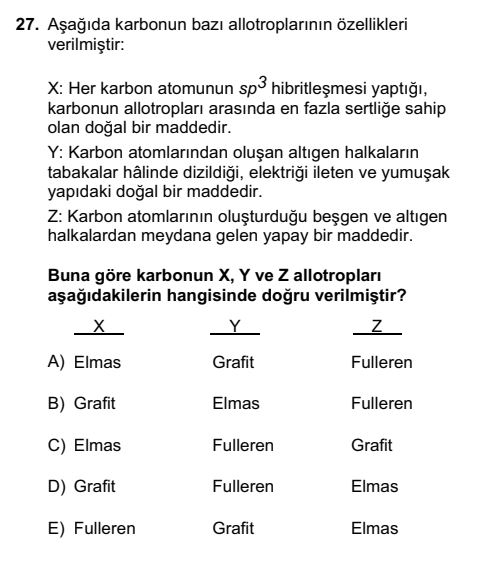 27. Aşağıda karbonun bazı allotroplarının özellikleri
verilmiştir:
X: Her karbon atomunun sp³ hibritleşmesi yaptığı,
karbonun allotropları arasında en fazla sertliğe sahip
olan doğal bir maddedir.
Y: Karbon atomlarından oluşan altıgen halkaların
tabakalar hâlinde dizildiği, elektriği ileten ve yumuşak
yapıdaki doğal bir maddedir.
Z: Karbon atomlarının oluşturduğu beşgen ve altıgen
halkalardan meydana gelen yapay bir maddedir.
Buna göre karbonun X, Y ve Z allotropları
aşağıdakilerin hangisinde doğru verilmiştir?
X Y Z
A) Elmas Grafit Fulleren
B) Grafit Elmas Fulleren
C) Elmas Fulleren Grafit
D) Grafit Fulleren Elmas
E) Fulleren Grafit Elmas